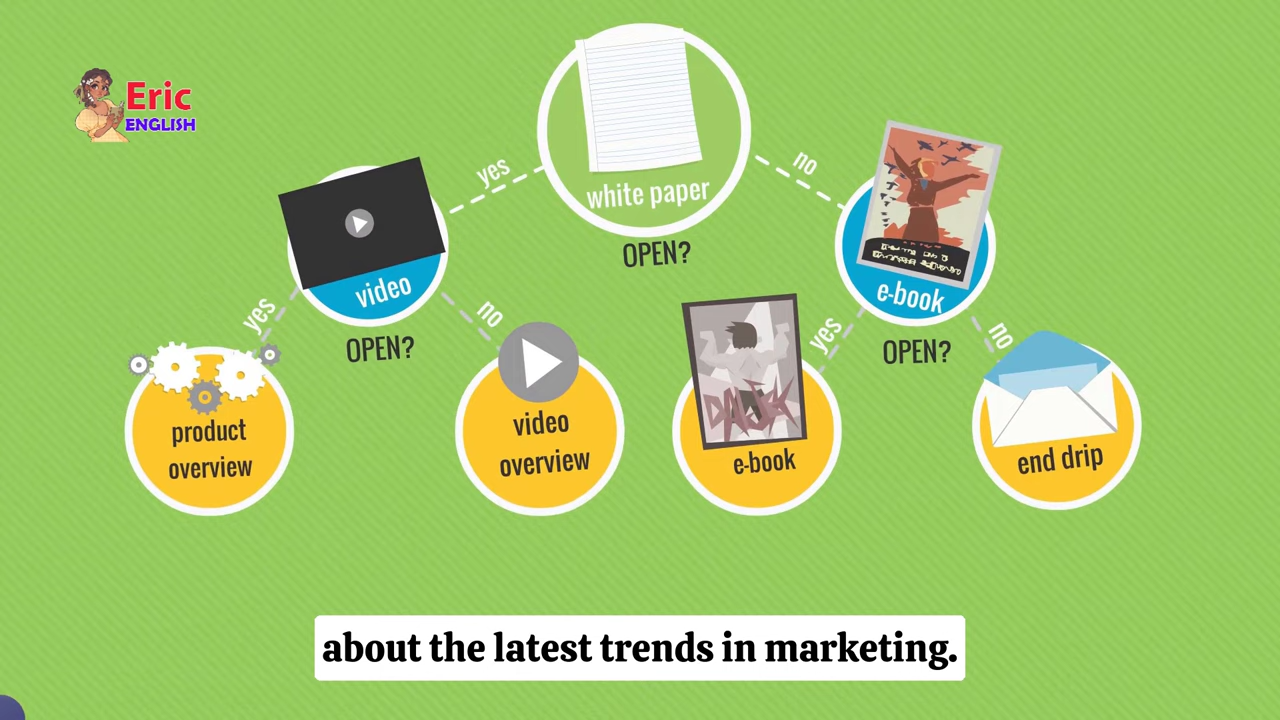 Eric
ENGLISH
white paper
yes
no
OPEN?
video
e-book
yes
no
OPEN?
yes
no
OPEN?
product
overview
video
overview
e-book
end drip
about the latest trends in marketing.